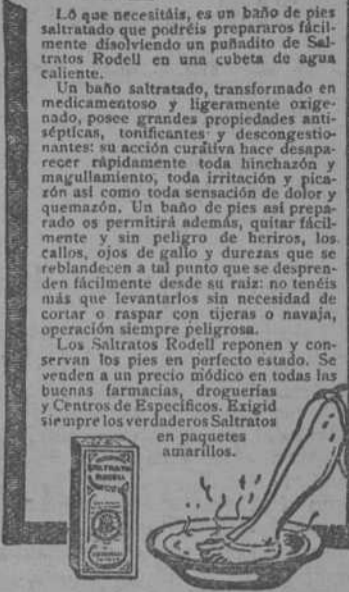 Lo que necesitáis, es un baño de pies
saltratado que podréis prepararos fácil-
mente disolviendo un puñadito de Sal-
tratos Rodell en una cubeta de agua
caliente.
Un baño saltratado, transformado en
medicamentoso y ligeramente oxige-
nado, posee grandes propiedades anti-
sépticas, tonificantes y descongestio-
nantes: su acción curativa hace desapa-
recer rápidamente toda hinchazón y
magullamiento, toda irritación y pica-
zón así como toda sensación de dolor y
quemazón. Un baño de pies así prepa-
rado os permitirá además, quitar fácil-
mente y sin peligro de heriros, los
callos, ojos de gallo y durezas que se
reblandecen a tal punto que se despren-
den fácilmente desde su raiz: no tenéis
más que levantarlos sin necesidad de
cortar o raspar con tijeras o navaja,
operación siempre peligrosa.
Los Saltratos Rodell reponen y con-
servan los pies en perfecto estado. Se
venden a un precio módico en todas las
buenas farmacias, droguerías
y Centros de Específicos. Exigid
siempre los verdaderos Saltratos
en paquetes
amarillos.
SALTRATOS
RODELL